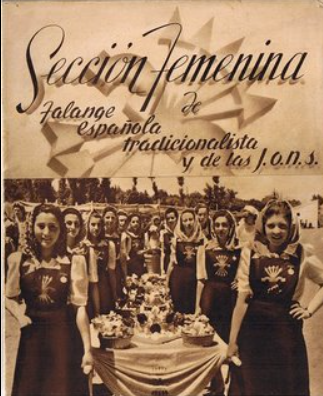 Sección Femenina
de
Falange
española
tradicionalista
y de las J.O.N.S.